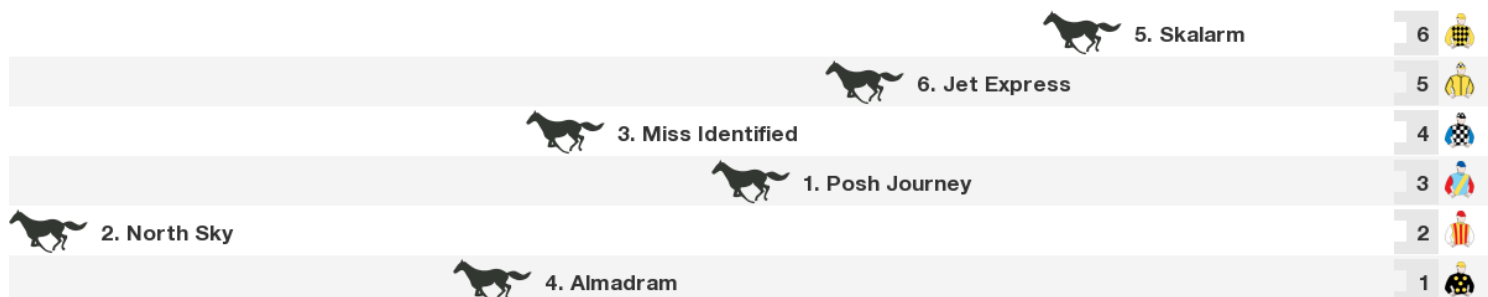 5. Skalarm 6
6. Jet Express 5
3. Miss Identified 4
1. Posh Journey 3
2. North Sky 2
4. Almadram 1